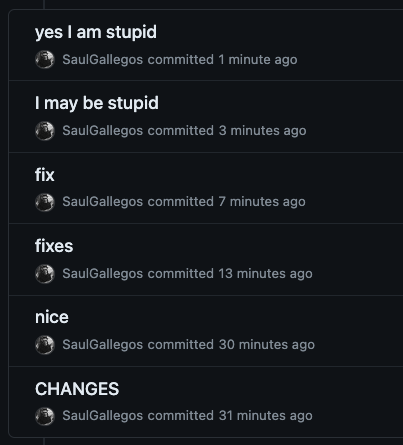 yes I am stupid
SaulGallegos committed 1 minute ago
I may be stupid
SaulGallegos committed 3 minutes ago
fix
SaulGallegos committed 7 minutes ago
fixes
SaulGallegos committed 13 minutes ago
nice
SaulGallegos committed 30 minutes ago
CHANGES
SaulGallegos committed 31 minutes ago